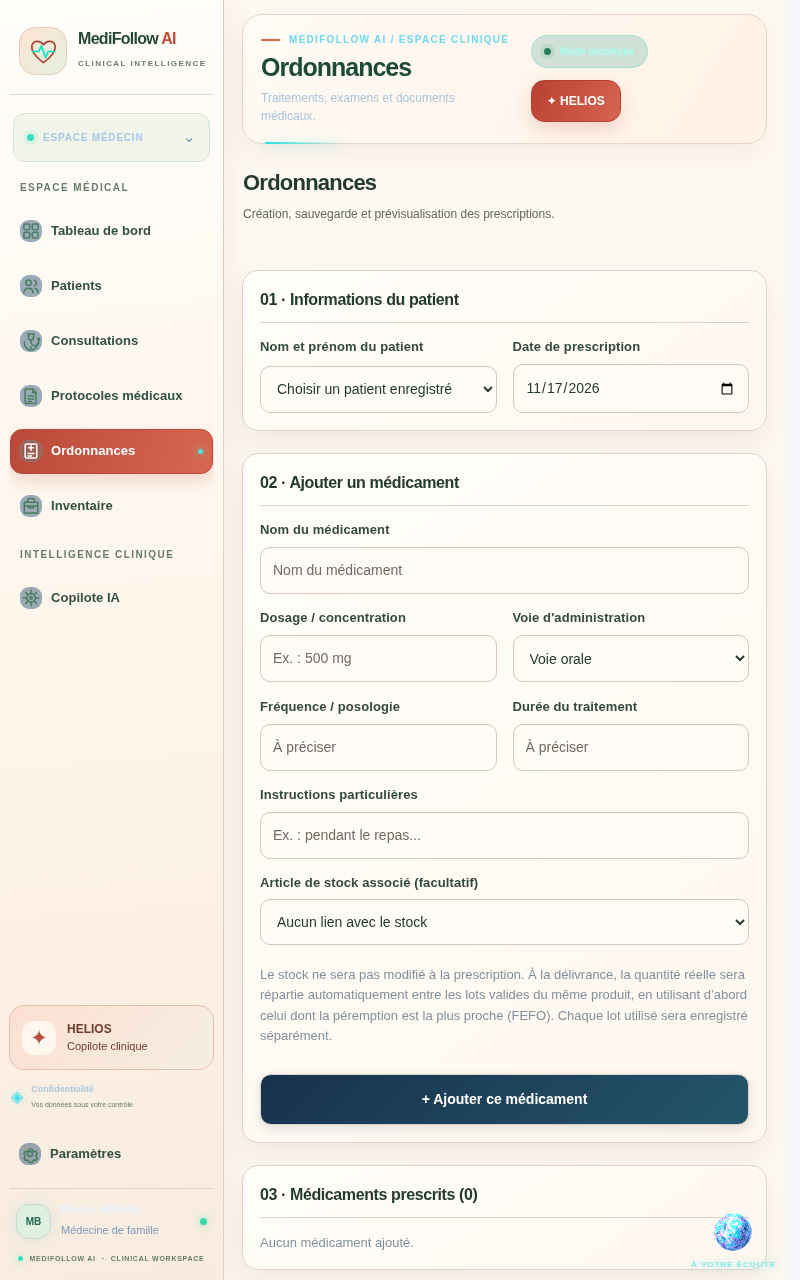 MediFollow AI
CLINICAL INTELLIGENCE
ESPACE MÉDECIN
ESPACE MÉDICAL
Tableau de bord
Patients
Consultations
Protocoles médicaux
Ordonnances
Inventaire
INTELLIGENCE CLINIQUE
Copilote IA
HELIOS
Copilote clinique
Confidentialité
Vos données sous votre contrôle
Paramètres
MB
Médecine de famille
MEDIFOLLOW AI · CLINICAL WORKSPACE
MEDIFOLLOW AI / ESPACE CLINIQUE
Ordonnances
Traitements, examens et documents
médicaux.
Mode prototype
✦ HELIOS
Ordonnances
Création, sauvegarde et prévisualisation des prescriptions.
01 · Informations du patient
Nom et prénom du patient
Date de prescription
Choisir un patient enregistré
11/17/2026
02 · Ajouter un médicament
Nom du médicament
Nom du médicament
Dosage / concentration
Voie d'administration
Ex. : 500 mg
Voie orale
Fréquence / posologie
Durée du traitement
À préciser
À préciser
Instructions particulières
Ex. : pendant le repas...
Article de stock associé (facultatif)
Aucun lien avec le stock
Le stock ne sera pas modifié à la prescription. À la délivrance, la quantité réelle sera
répartie automatiquement entre les lots valides du même produit, en utilisant d’abord
celui dont la péremption est la plus proche (FEFO). Chaque lot utilisé sera enregistré
séparément.
+ Ajouter ce médicament
03 · Médicaments prescrits (0)
Aucun médicament ajouté.
À VOTRE ÉCOUTE